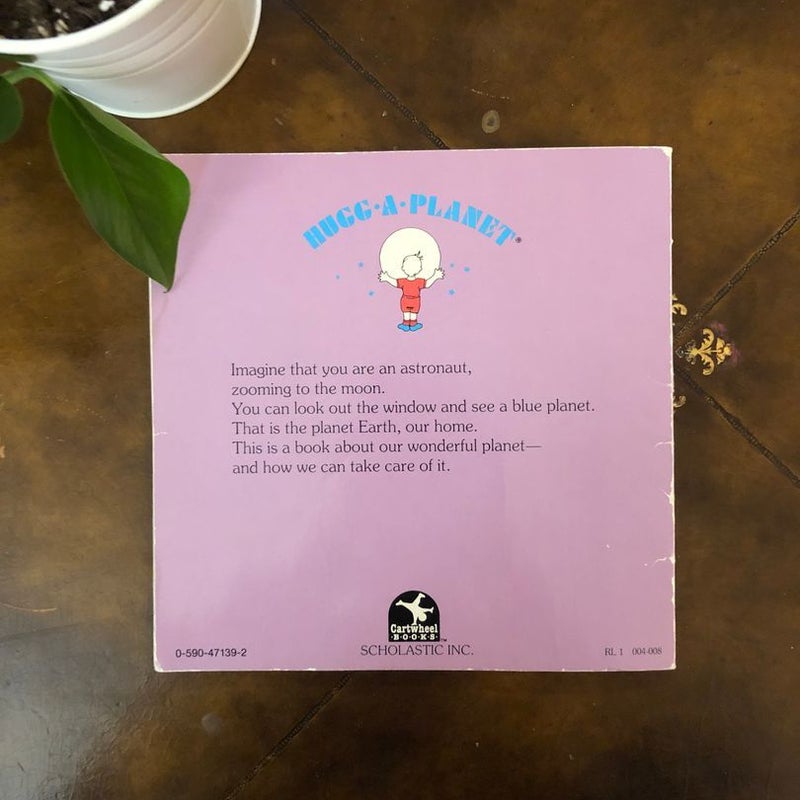 HUGG·A·PLANET®
Imagine that you are an astronaut,
zooming to the moon.
You can look out the window and see a blue planet.
That is the planet Earth, our home.
This is a book about our wonderful planet—
and how we can take care of it.
Cartwheel
·B·O·O·K·S· ™
SCHOLASTIC INC.
0-590-47139-2
RL 1 004-008